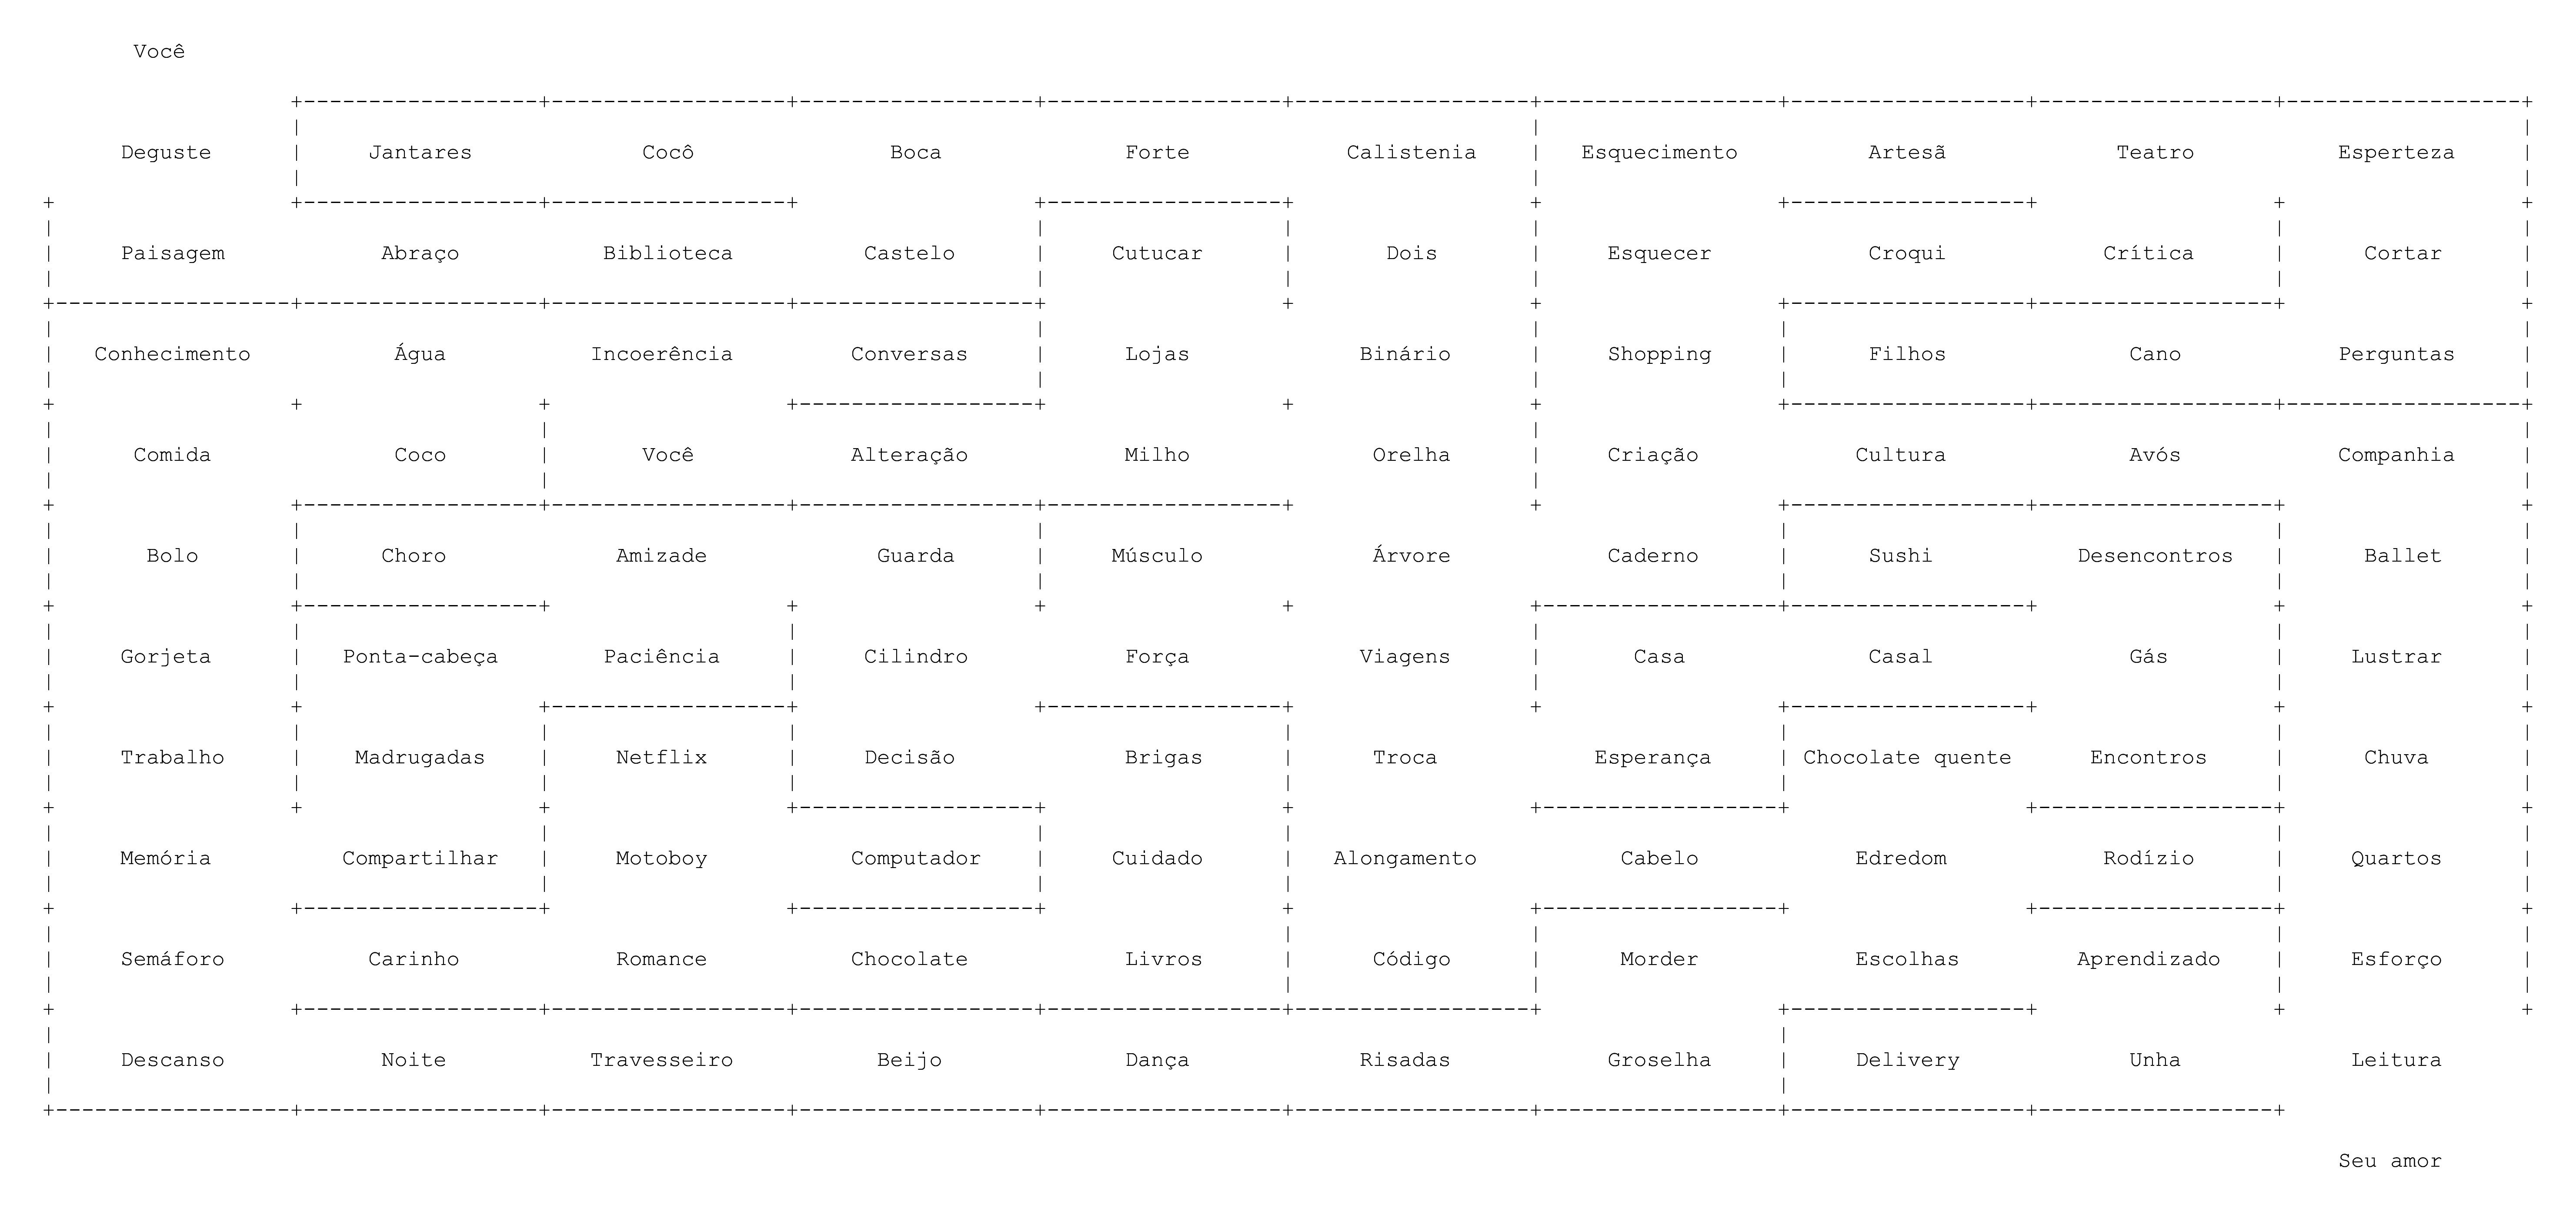 Você
Deguste Jantares Cocô Boca Forte Calistenia Esquecimento Artesã Teatro Esperteza
Paisagem Abraço Biblioteca Castelo Cutucar Dois Esquecer Croqui Crítica Cortar
Conhecimento Água Incoerência Conversas Lojas Binário Shopping Filhos Cano Perguntas
Comida Coco Você Alteração Milho Orelha Criação Cultura Avós Companhia
Bolo Choro Amizade Guarda Músculo Árvore Caderno Sushi Desencontros Ballet
Gorjeta Ponta-cabeça Paciência Cilindro Força Viagens Casa Casal Gás Lustrar
Trabalho Madrugadas Netflix Decisão Brigas Troca Esperança Chocolate quente Encontros Chuva
Memória Compartilhar Motoboy Computador Cuidado Alongamento Cabelo Edredom Rodízio Quartos
Semáforo Carinho Romance Chocolate Livros Código Morder Escolhas Aprendizado Esforço
Descanso Noite Travesseiro Beijo Dança Risadas Groselha Delivery Unha Leitura
Seu amor